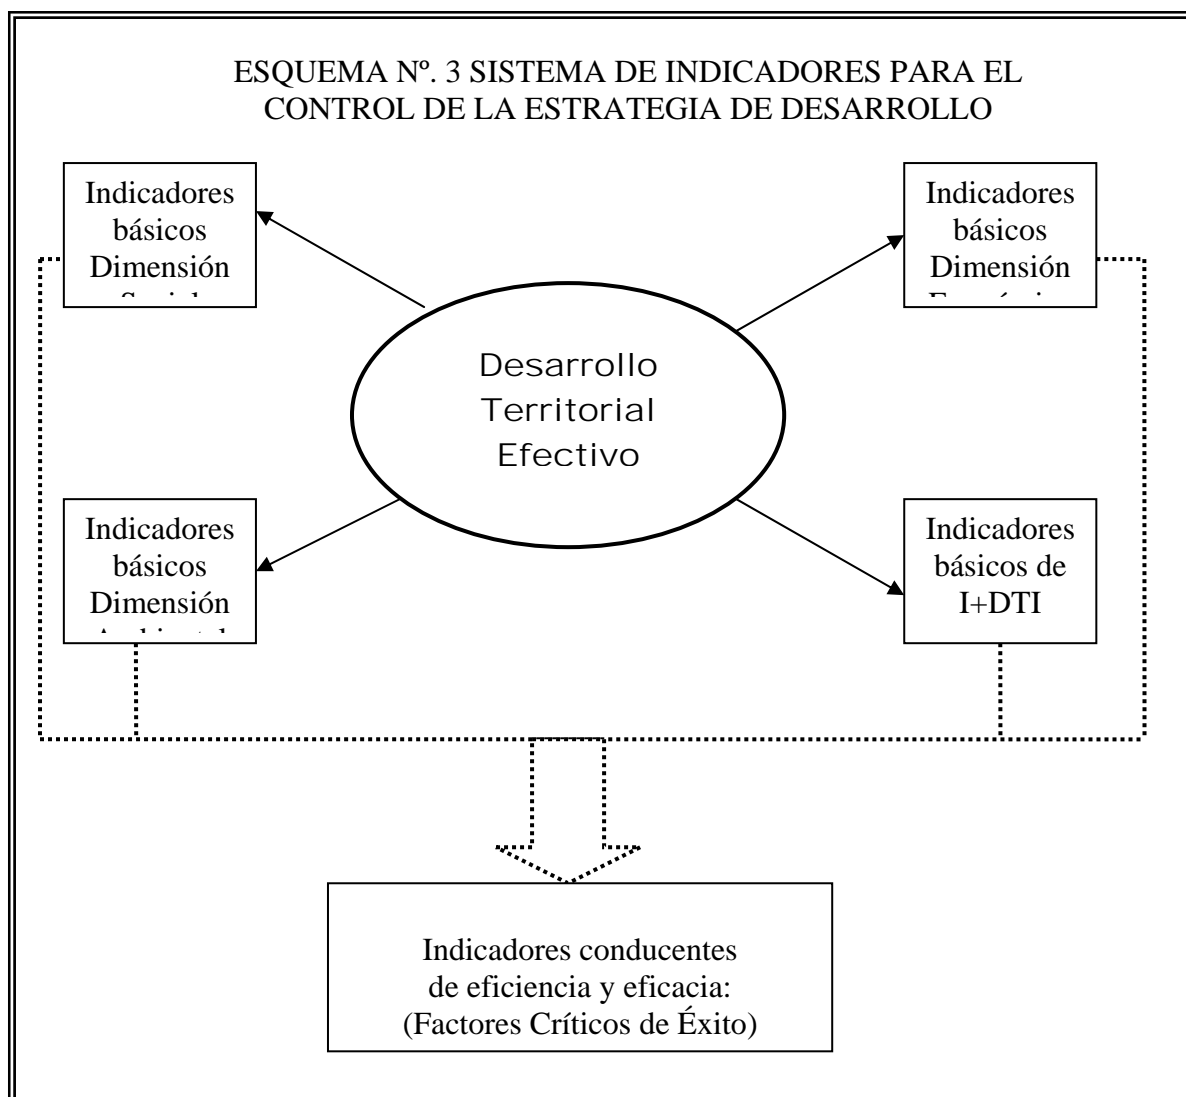 ESQUEMA Nº. 3 SISTEMA DE INDICADORES PARA EL
CONTROL DE LA ESTRATEGIA DE DESARROLLO
Indicadores
básicos
Dimensión
Indicadores
básicos
Dimensión
Desarrollo
Territorial
Efectivo
Indicadores
básicos
Dimensión
Indicadores
básicos de
I+DTI
Indicadores conducentes
de eficiencia y eficacia:
(Factores Críticos de Éxito)